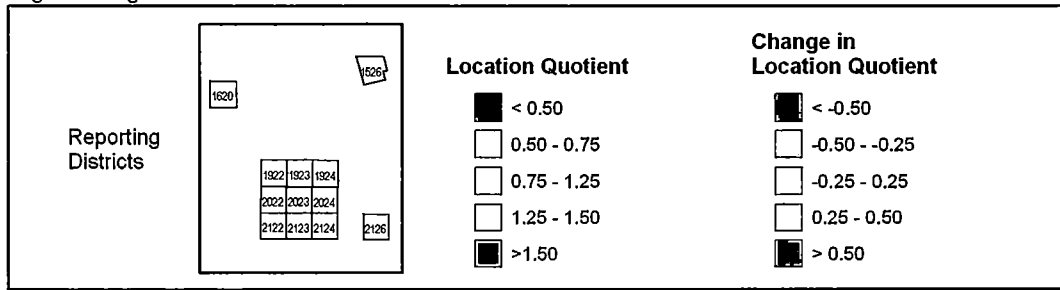 Reporting
Districts
1526
1620
1922 1923 1924
2022 2023 2024
2122 2123 2124
2126
Location Quotient
< 0.50
0.50 - 0.75
0.75 - 1.25
1.25 - 1.50
>1.50
Change in
Location Quotient
< -0.50
-0.50 - -0.25
-0.25 - 0.25
0.25 - 0.50
> 0.50